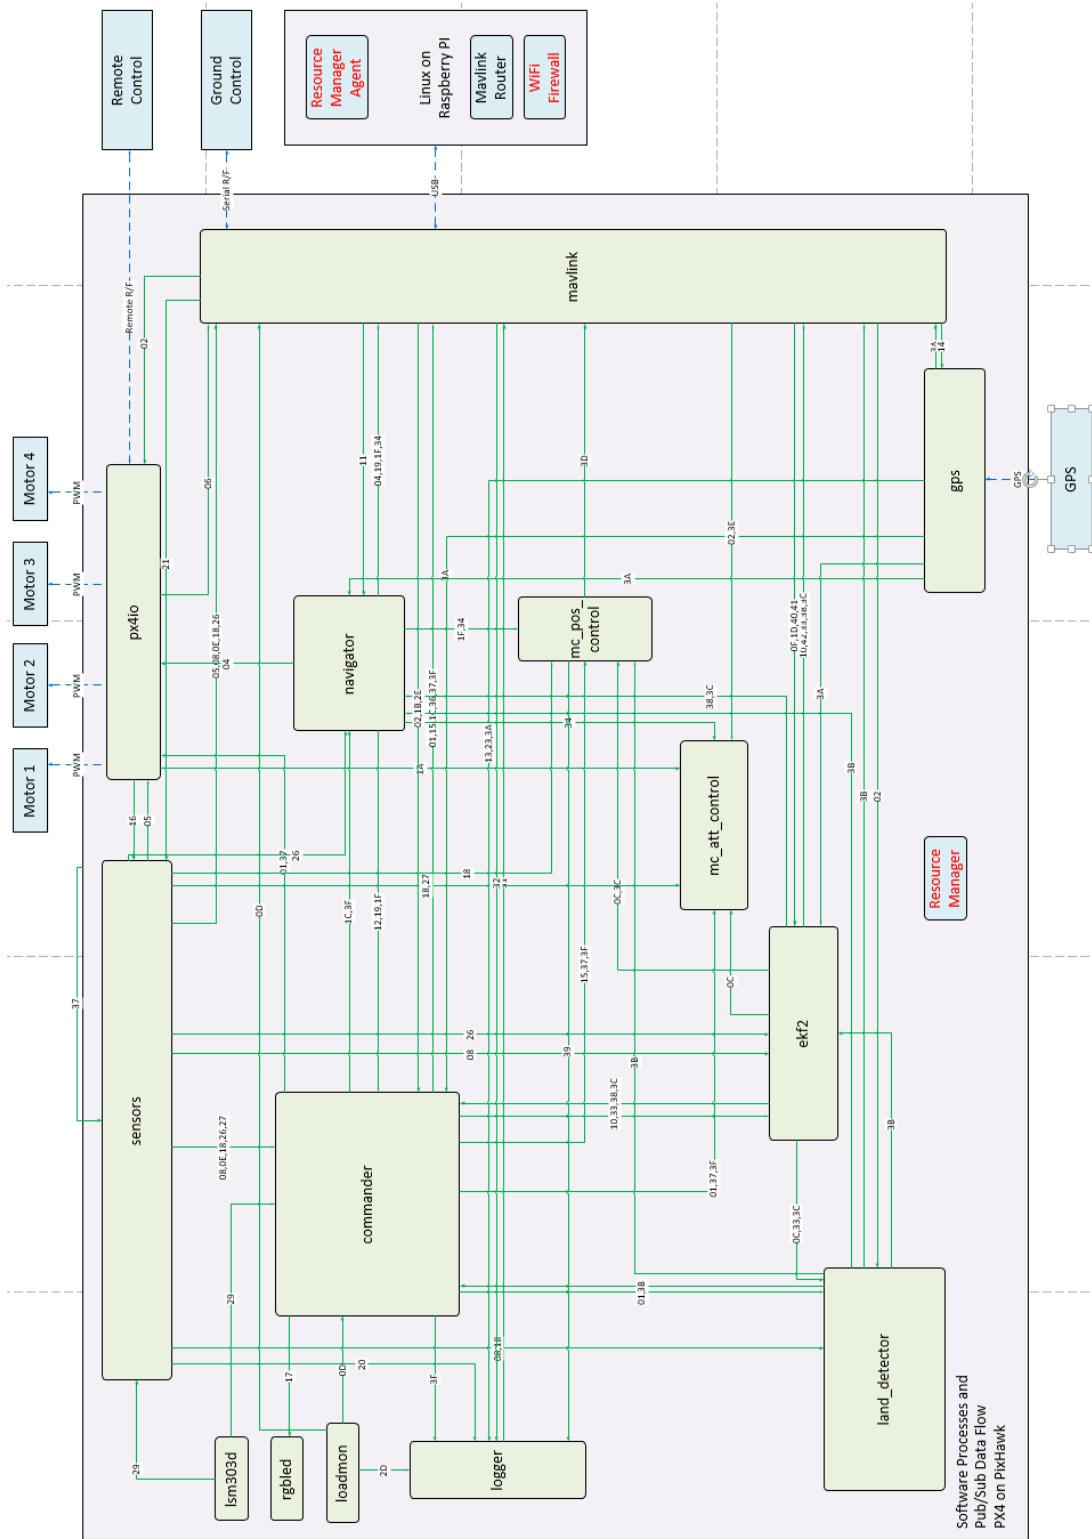 Remote
Control
Ground
Control
Resource
Manager
Agent
Linux on
Raspberry PI
Mavlink
Router
WiFi
Firewall
-Remote R/F-
-Serial R/F-
-USB-
mavlink
Motor 4
Motor 3
Motor 2
Motor 1
PWM
PWM
PWM
PWM
px4io
navigator
mc_pos_
control
gps
GPS
GPS
mc_att_control
Resource
Manager
sensors
commander
ekf2
land_detector
lsm303d
rgbled
loadmon
logger
02
06
21
11
04,19,1F,34
3D
02,3E
14
05,08,0E,18,26
04
3A
3A
1F,34
02,1B,2E
01,15,1C,36,37,3F
13,23,3A
34
38,3C
0F,1D,40,41
3A
3B
3B
02
16
05
1A
01,37
26
18
18,27
32
0D
1C,3F
12,19,1F
15,37,3F
0C,3C
0C
37
26
08
39
3B
10,33,38,3C
01,37,3F
0C,33,3C
3B
08,0E,18,26,27
29
01,3B
08,18
17
0D
20
3F
29
2D
Software Processes and
Pub/Sub Data Flow
PX4 on PixHawk